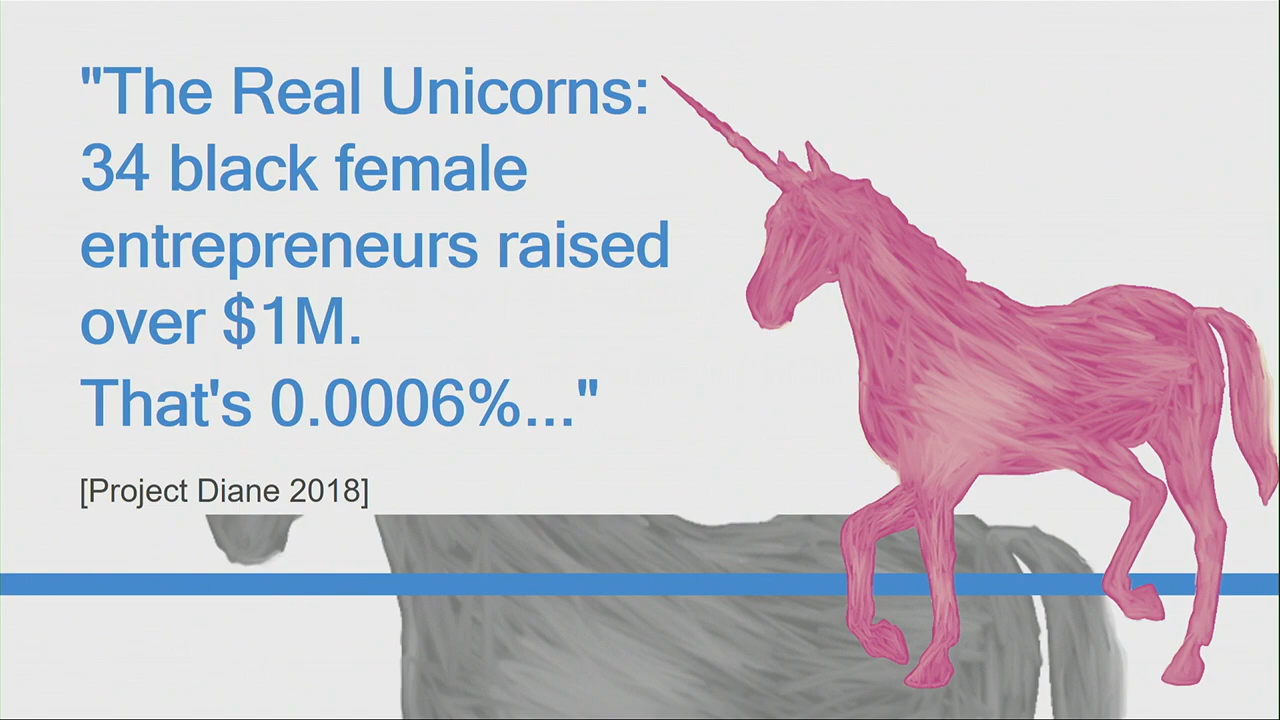 "The Real Unicorns:
34 black female
entrepreneurs raised
over $1M.
That's 0.0006%..."
[Project Diane 2018]